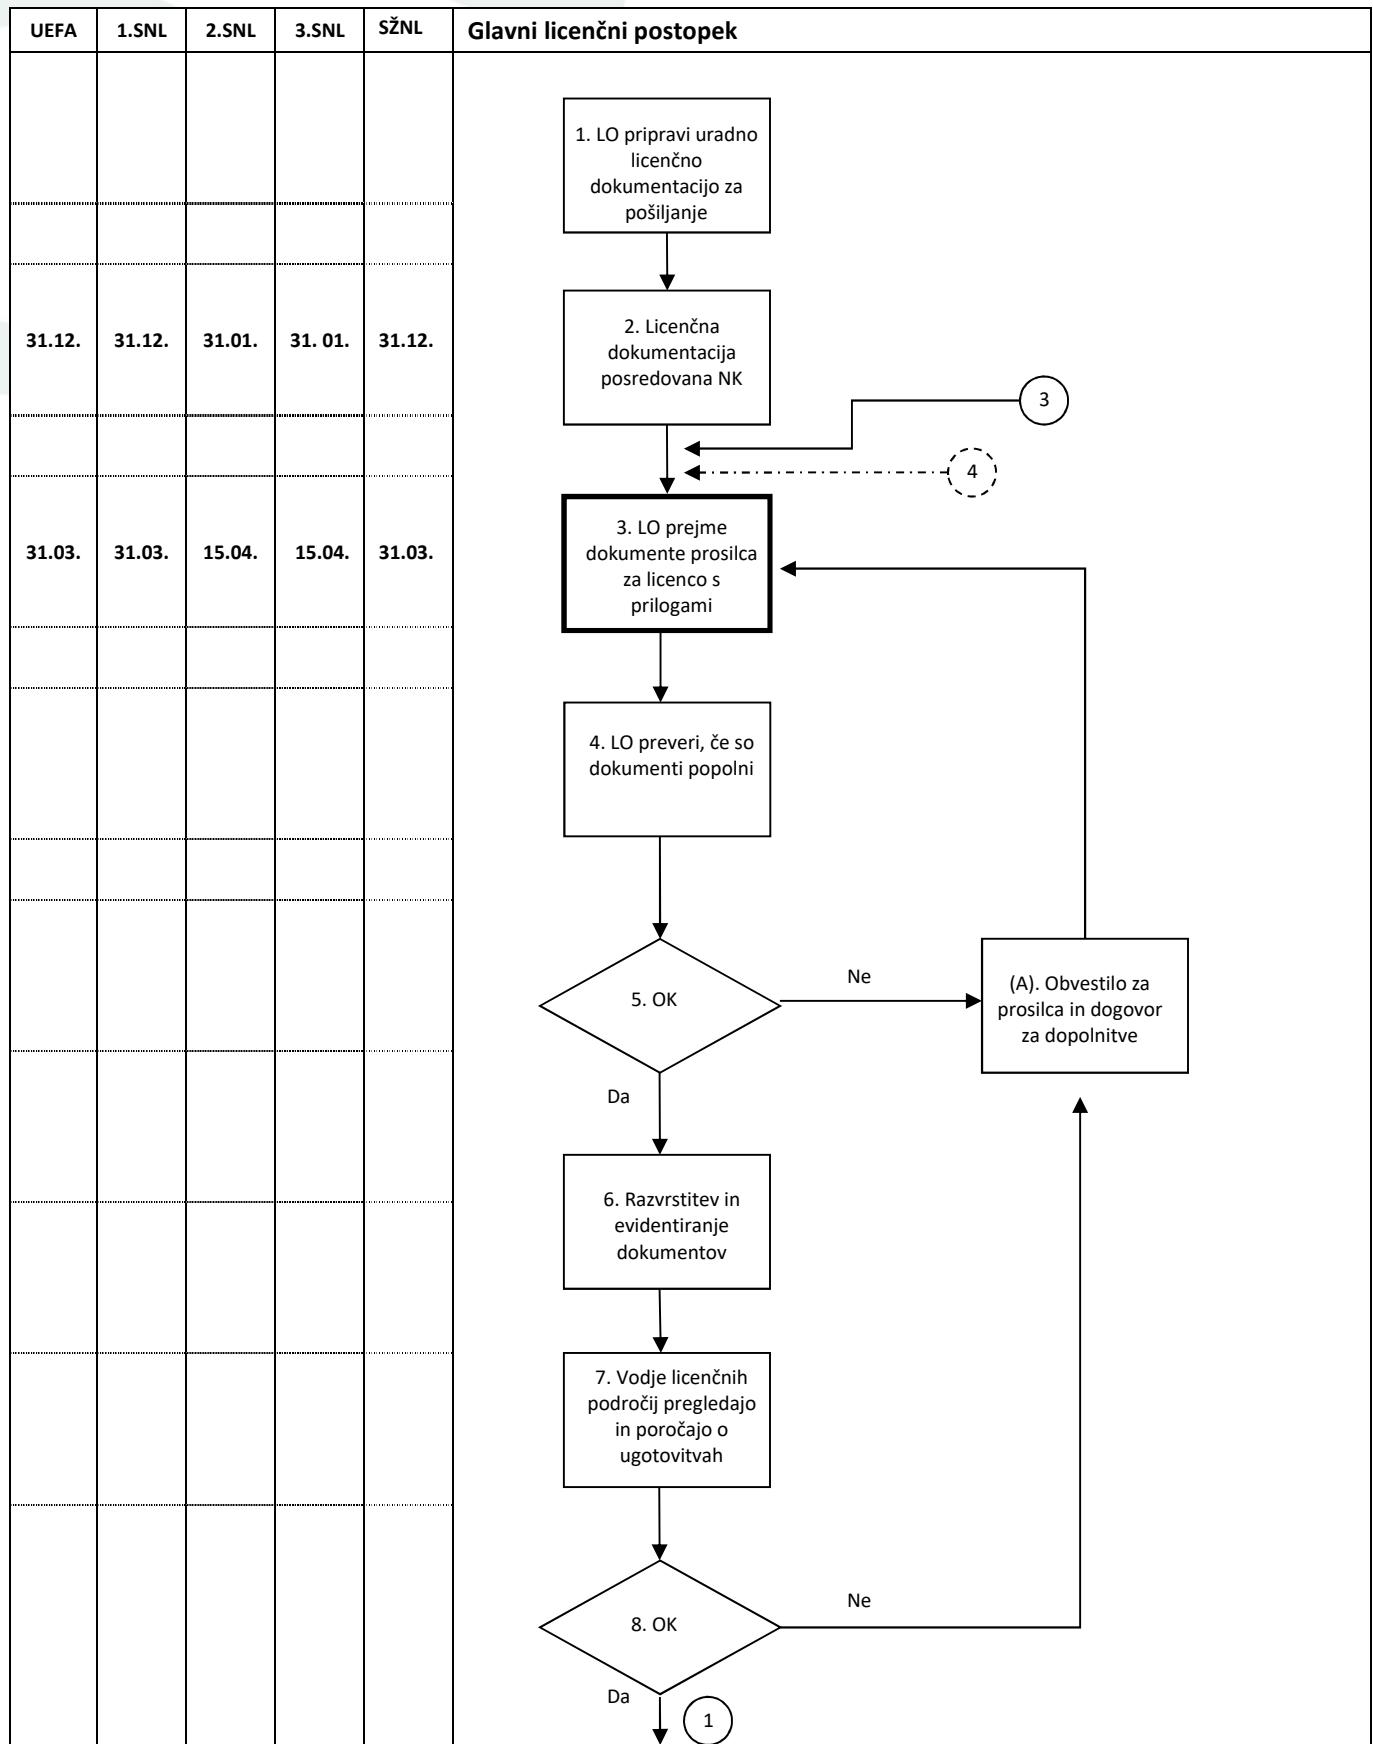 UEFA 1.SNL 2.SNL 3.SNL SŽNL Glavni licenčni postopek
1. LO pripravi uradno
licenčno
dokumentacijo za
pošiljanje
31.12. 31.12. 31.01. 31. 01. 31.12.
2. Licenčna
dokumentacija
posredovana NK
3
4
31.03. 31.03. 15.04. 15.04. 31.03.
3. LO prejme
dokumente prosilca
za licenco s
prilogami
4. LO preveri, če so
dokumenti popolni
5. OK
Ne
(A). Obvestilo za
prosilca in dogovor
za dopolnitve
Da
6. Razvrstitev in
evidentiranje
dokumentov
7. Vodje licenčnih
področij pregledajo
in poročajo o
ugotovitvah
8. OK
Ne
Da
1